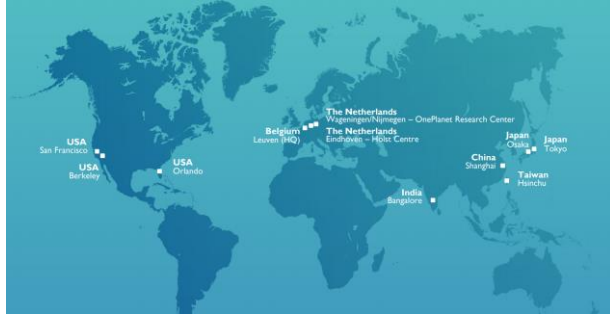 USA
San Francisco
USA
Berkeley
USA
Orlando
Belgium
Leuven (HQ)
The Netherlands
Wageningen/Nijmegen – OnePlanet Research Center
The Netherlands
Eindhoven – Holst Centre
India
Bangalore
China
Shanghai
Taiwan
Hsinchu
Japan
Osaka
Japan
Tokyo